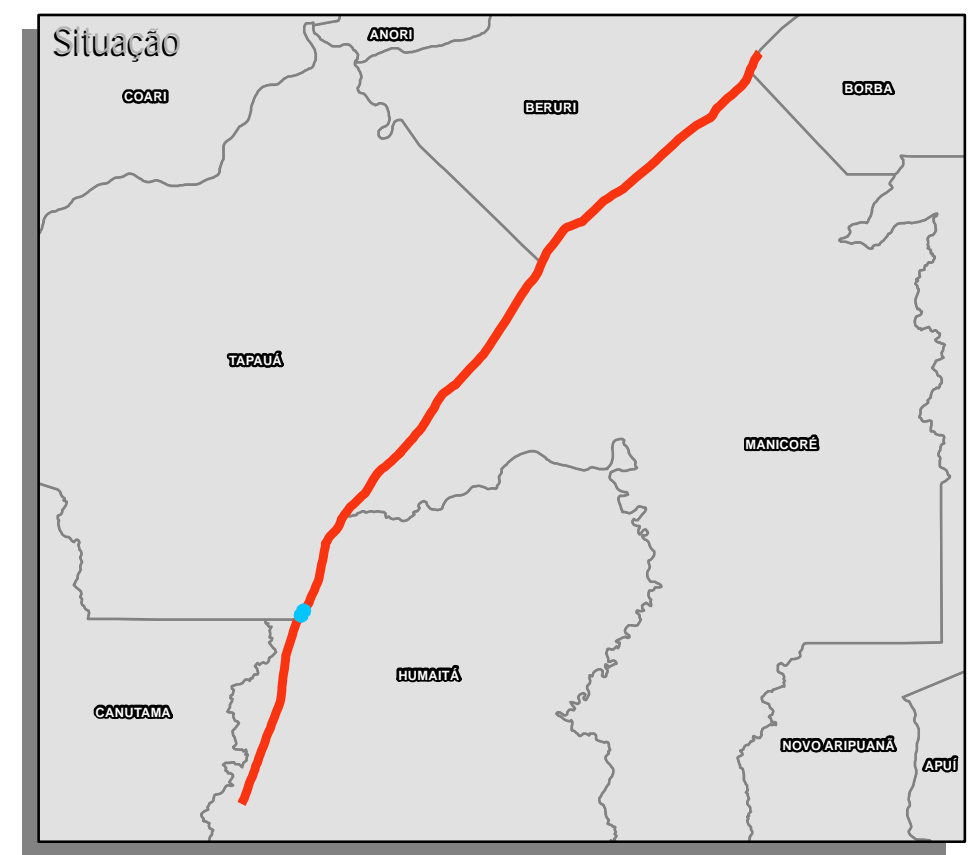 Situação
ANORI
COARI
BERURI
BORBA
TAPAUÁ
MANICORÉ
HUMAITÁ
CANUTAMA
NOVO ARIPUANÃ
APUÍ